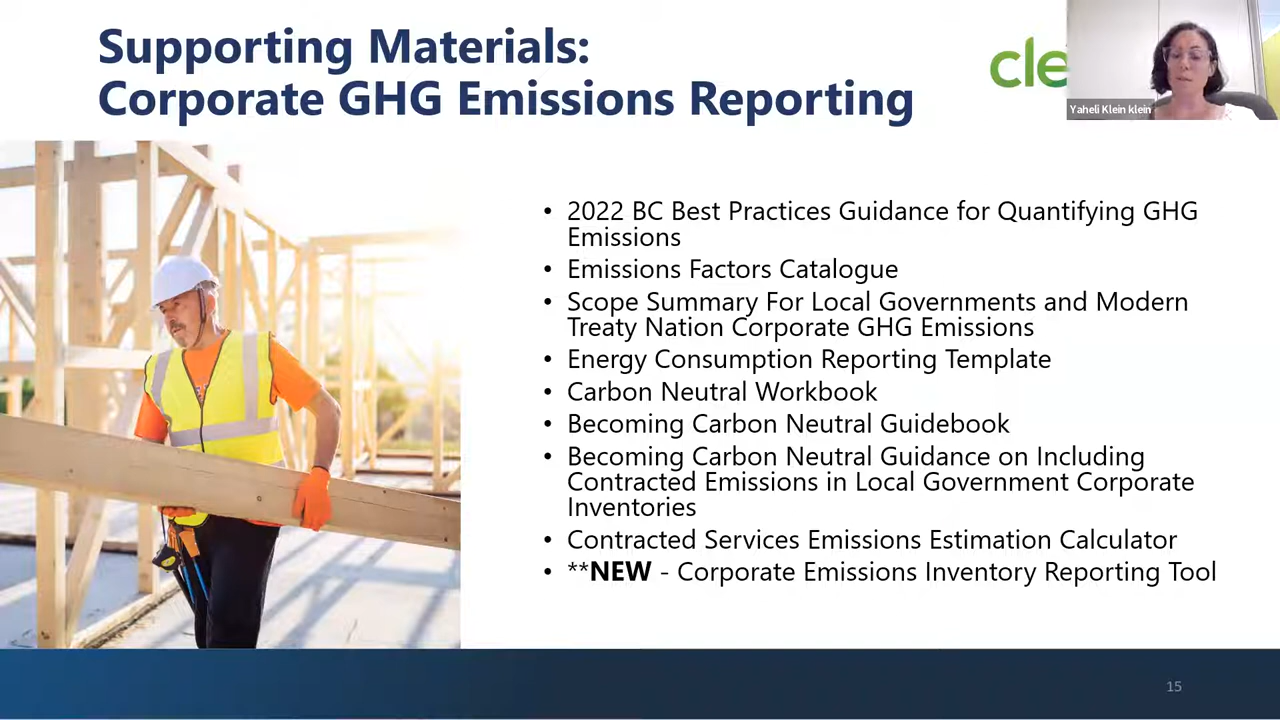 Supporting Materials:
Corporate GHG Emissions Reporting
cle
Yaheli Klein klein
• 2022 BC Best Practices Guidance for Quantifying GHG
Emissions
• Emissions Factors Catalogue
• Scope Summary For Local Governments and Modern
Treaty Nation Corporate GHG Emissions
• Energy Consumption Reporting Template
• Carbon Neutral Workbook
• Becoming Carbon Neutral Guidebook
• Becoming Carbon Neutral Guidance on Including
Contracted Emissions in Local Government Corporate
Inventories
• Contracted Services Emissions Estimation Calculator
• **NEW - Corporate Emissions Inventory Reporting Tool
15